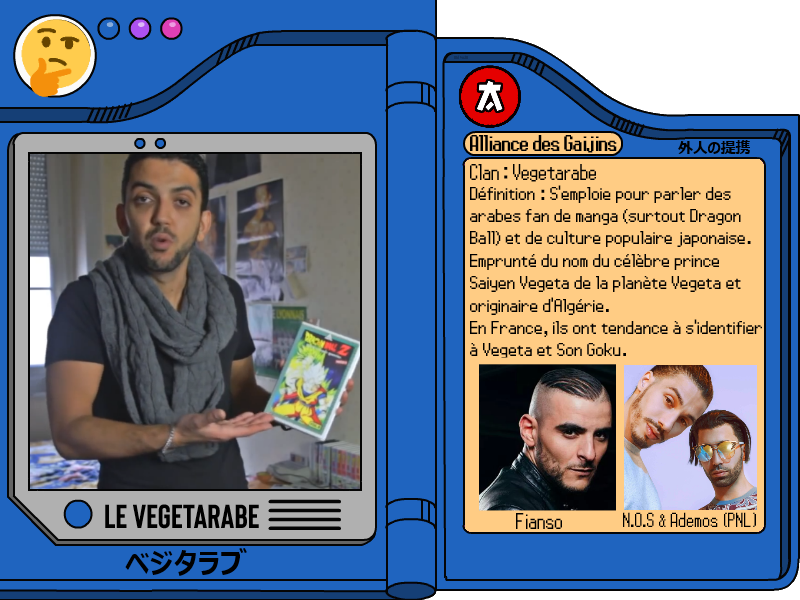 LE VEGETARABE
ベジタラブ
DRAGON BALL Z
Alliance des Gaijins
外人の提携
Clan : Vegetarabe
Définition : S'emploie pour parler des
arabes fan de manga (surtout Dragon
Ball) et de culture populaire japonaise.
Emprunté du nom du célèbre prince
Saiyen Vegeta de la planète Vegeta et
originaire d'Algérie.
En France, ils ont tendance à s'identifier
à Vegeta et Son Goku.
Fianso
N.O.S & Ademos (PNL)